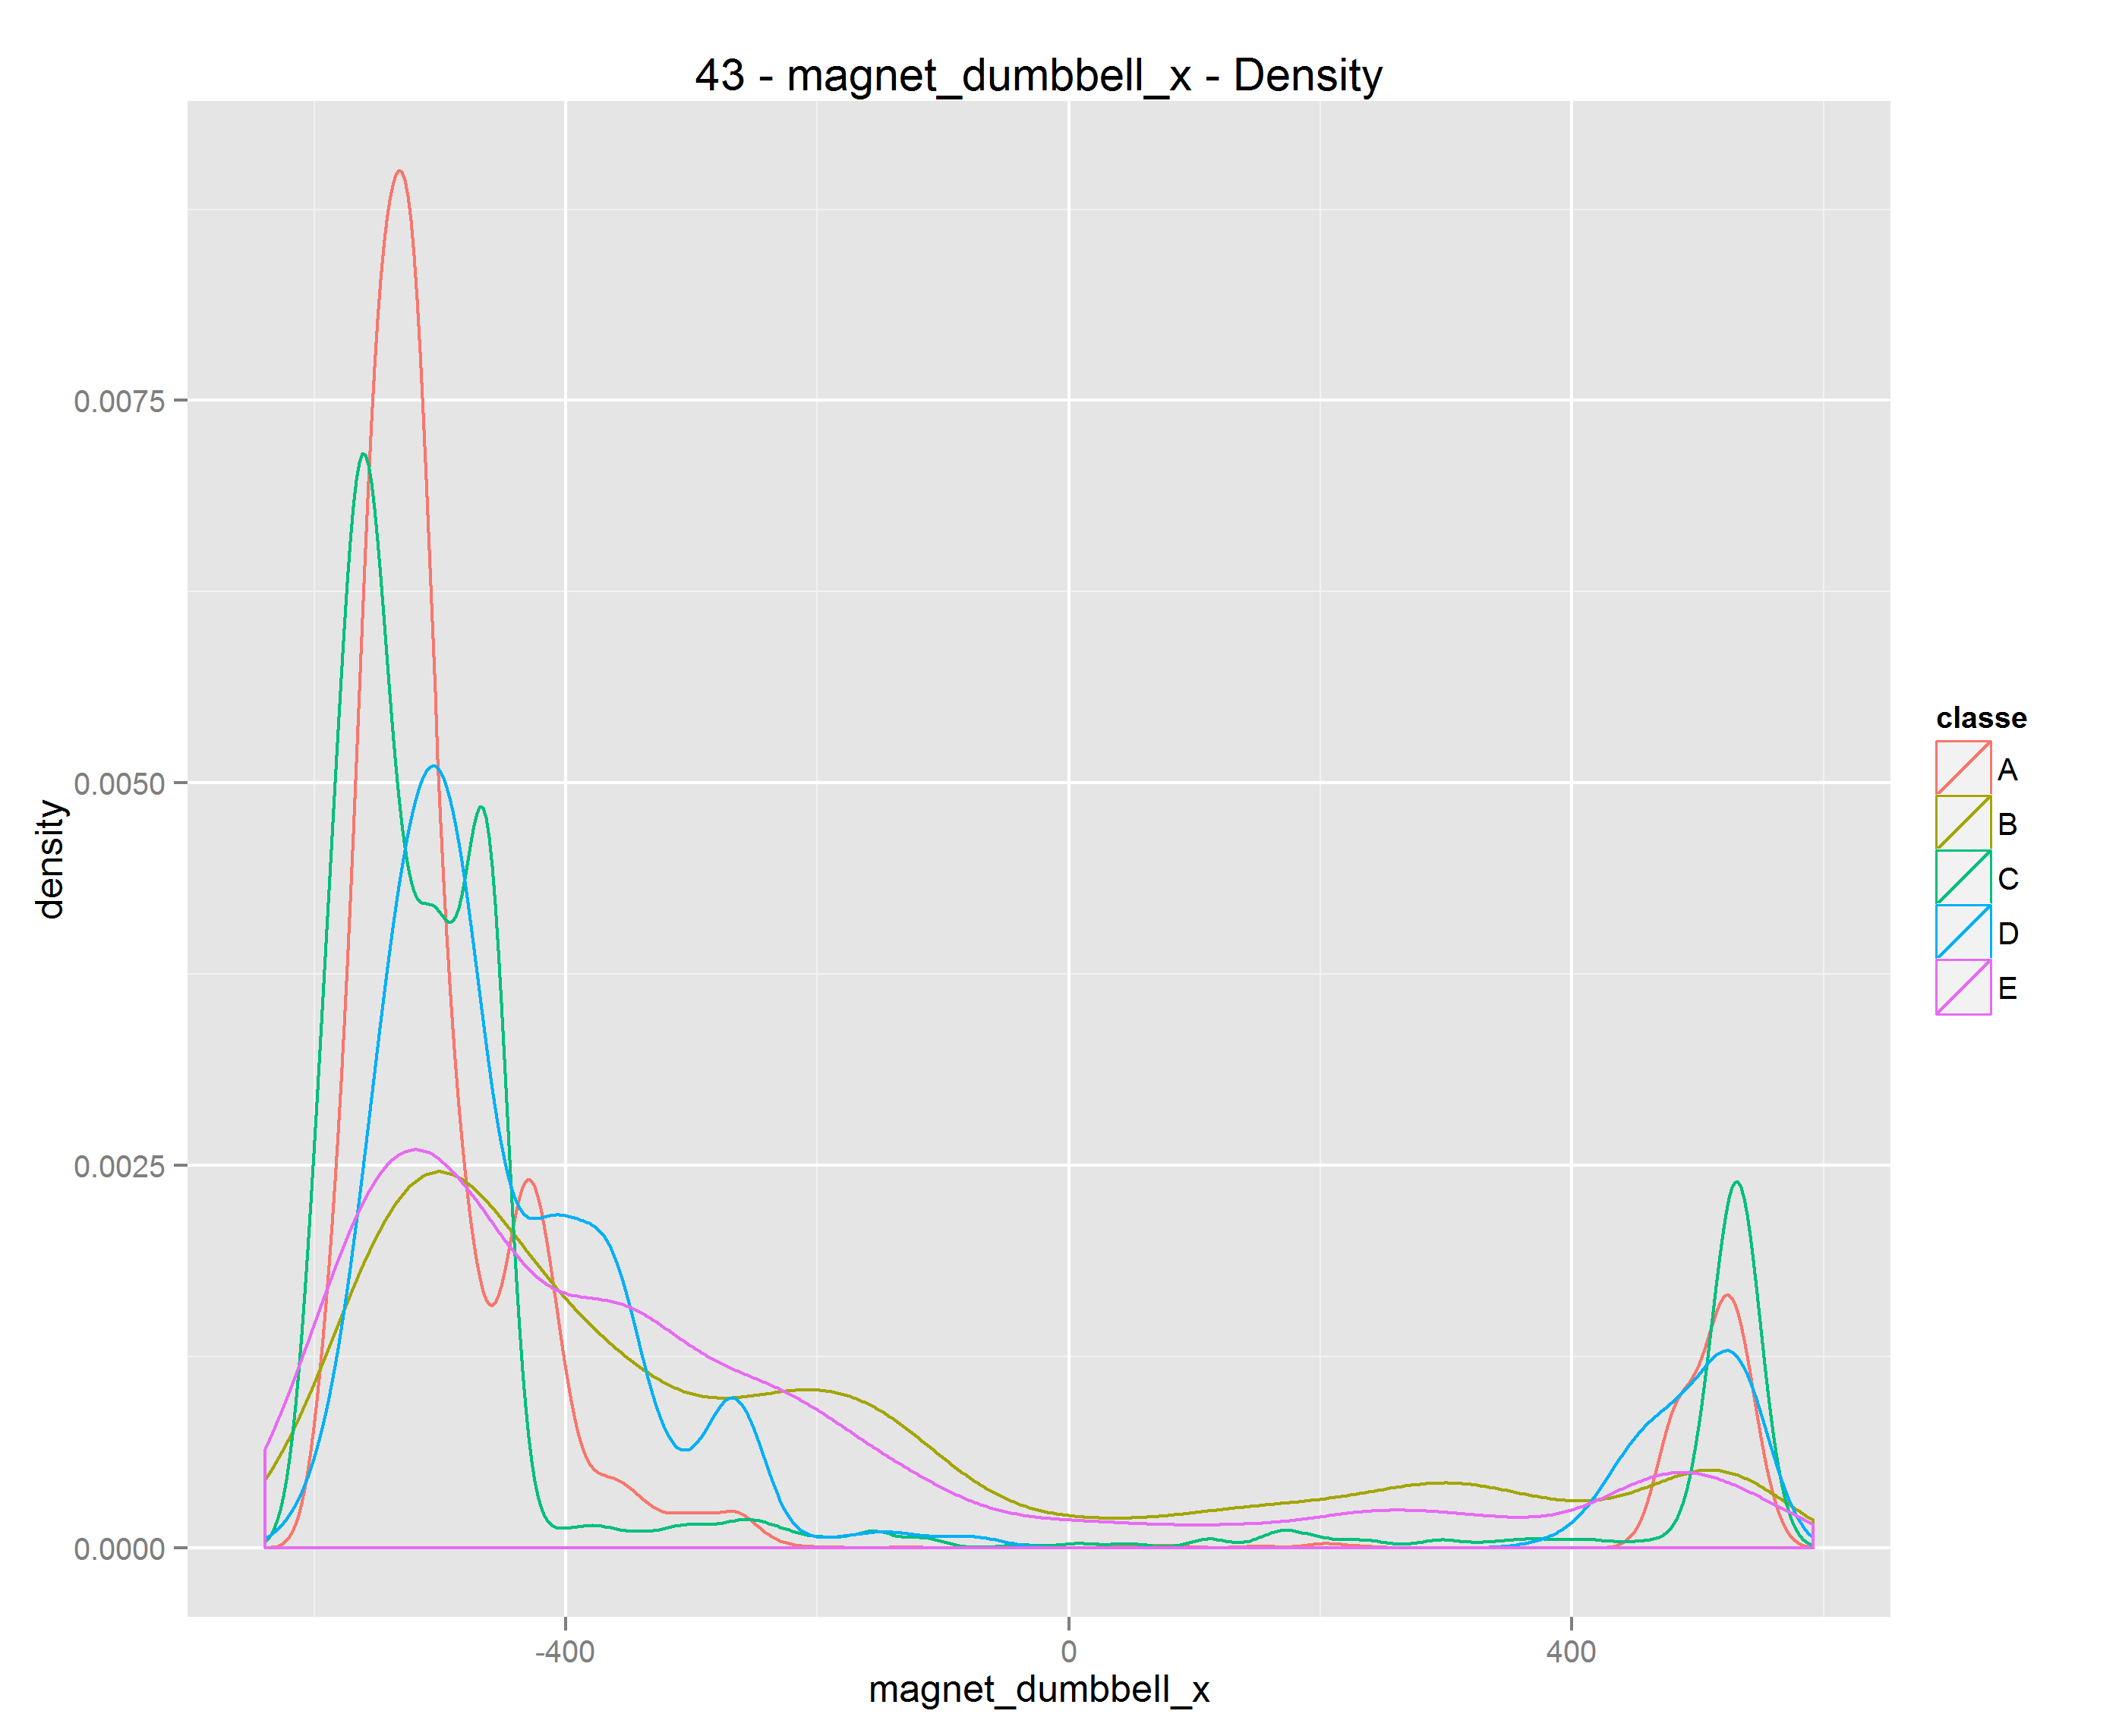 43 - magnet_dumbbell_x - Density
0.0075
0.0050
0.0025
0.0000
density
-400 0 400
magnet_dumbbell_x
classe
A
B
C
D
E